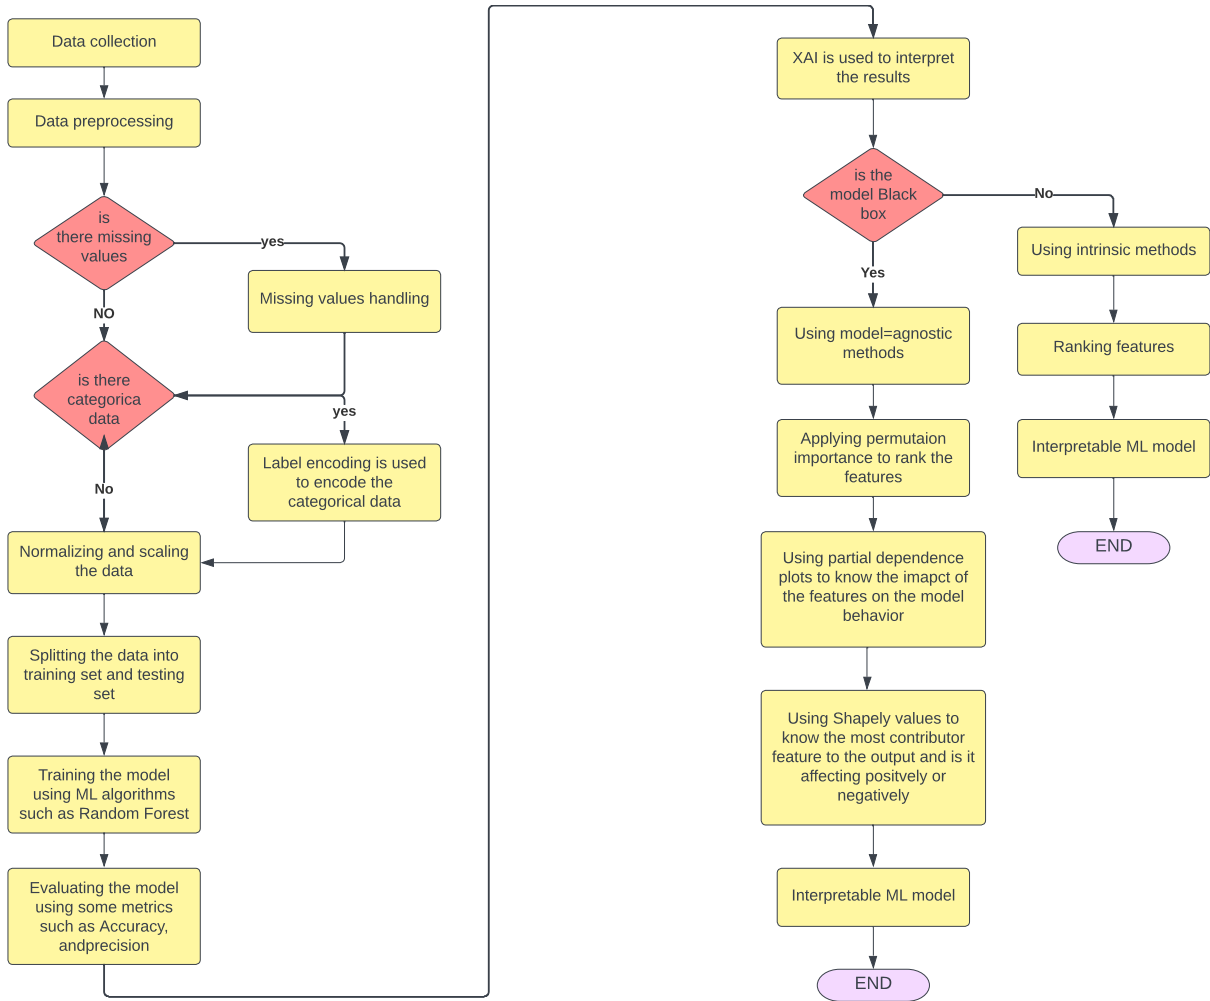 Data collection
Data preprocessing
is
there missing
values
yes
Missing values handling
NO
is there
categorica
data
yes
Label encoding is used
to encode the
categorical data
No
Normalizing and scaling
the data
Splitting the data into
training set and testing
set
Training the model
using ML algorithms
such as Random Forest
Evaluating the model
using some metrics
such as Accuracy,
andprecision
XAI is used to interpret
the results
is the
model Black
box
No
Using intrinsic methods
Ranking features
Interpretable ML model
END
Yes
Using model=agnostic
methods
Applying permutaion
importance to rank the
features
Using partial dependence
plots to know the imapct of
the features on the model
behavior
Using Shapely values to
know the most contributor
feature to the output and is it
affecting positvely or
negatively
Interpretable ML model
END